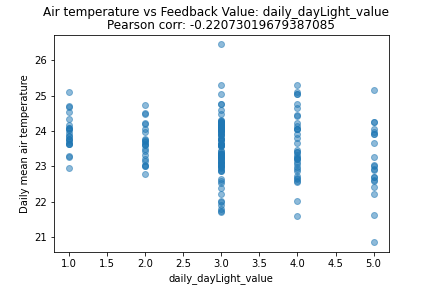 Air temperature vs Feedback Value: daily_dayLight_value
Pearson corr: -0.22073019679387085
Daily mean air temperature
26
25
24
23
22
21
1.0 1.5 2.0 2.5 3.0 3.5 4.0 4.5 5.0
daily_dayLight_value